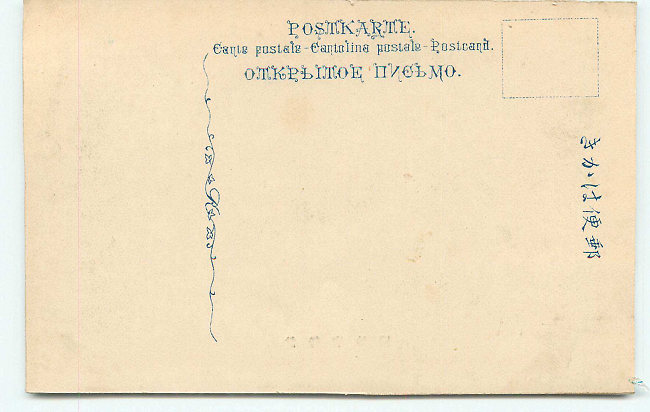 POSTKARTE.
Carte postale-Cartolina postale-Postcard.
ОТКРЫТОЕ ПИСЬМО.
きかは便郵